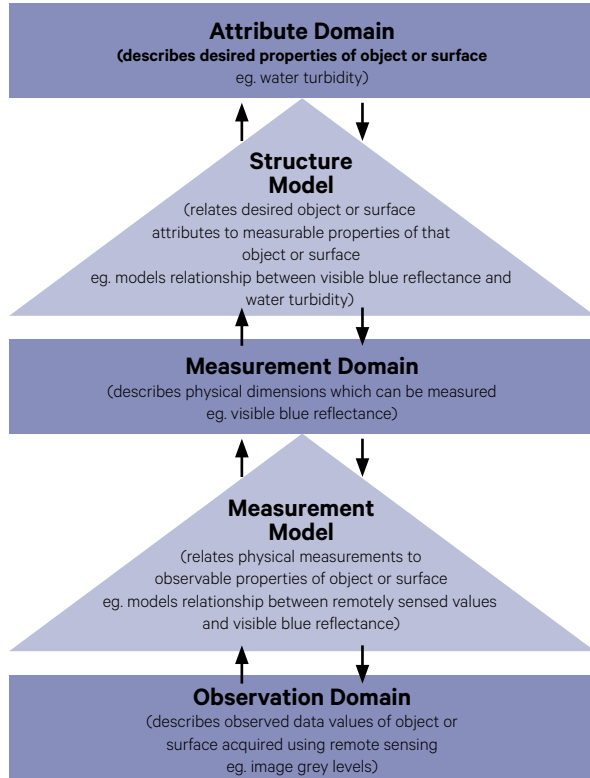 Attribute Domain
(describes desired properties of object or surface
eg. water turbidity)
Structure
Model
(relates desired object or surface
attributes to measurable properties of that
object or surface
eg. models relationship between visible blue reflectance and
water turbidity)
Measurement Domain
(describes physical dimensions which can be measured
eg. visible blue reflectance)
Measurement
Model
(relates physical measurements to
observable properties of object or surface
eg. models relationship between remotely sensed values
and visible blue reflectance)
Observation Domain
(describes observed data values of object or
surface acquired using remote sensing
eg. image grey levels)